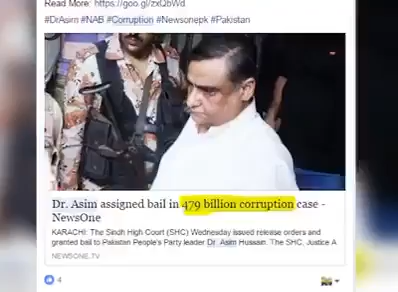 Read More: https://goo.gl/zxQbWd
#DrAsim #NAB #Corruption #Newsonepk #Pakistan
Dr. Asim assigned bail in 479 billion corruption case -
NewsOne
KARACHI: The Sindh High Court (SHC) Wednesday issued release orders and
granted bail to Pakistan People's Party leader Dr. Asim Hussain. The SHC, Justice A
NEWSONE.TV
4